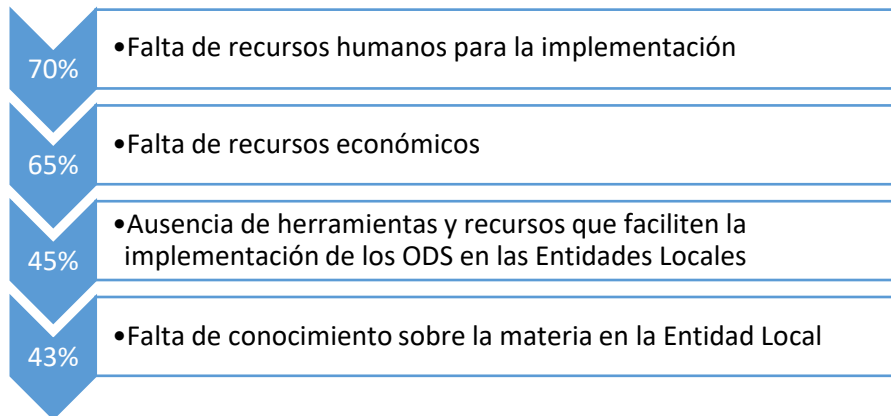 70%
•Falta de recursos humanos para la implementación
65%
•Falta de recursos económicos
45%
•Ausencia de herramientas y recursos que faciliten la
implementación de los ODS en las Entidades Locales
43%
•Falta de conocimiento sobre la materia en la Entidad Local